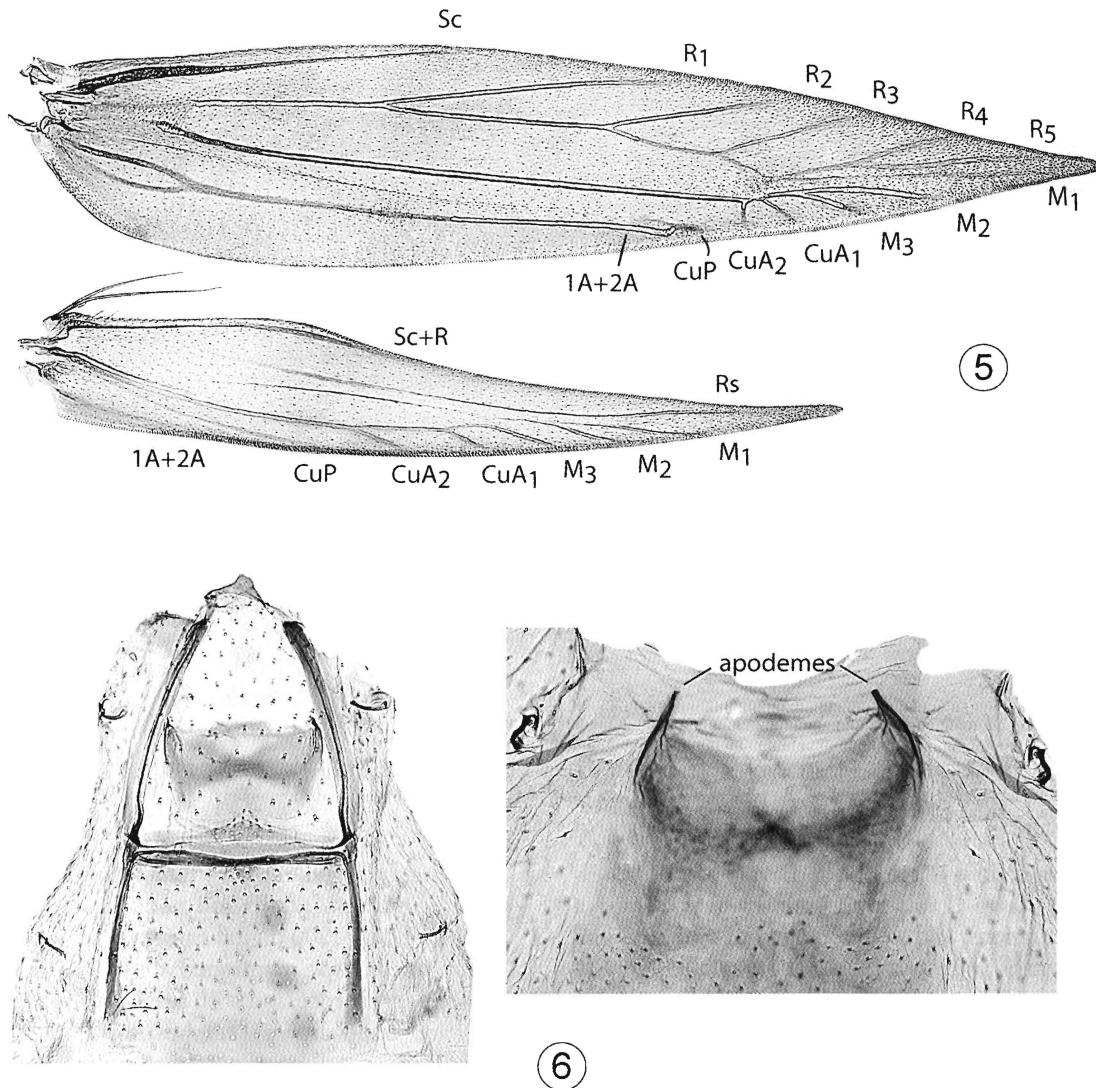 Sc
R1
R2
R3
R4
R5
M1
M2
M3
CuA1
CuA2
CuP
1A+2A
Sc+R
Rs
1A+2A
CuP
CuA2
CuA1
M3
M2
M1
5
apodemes
6